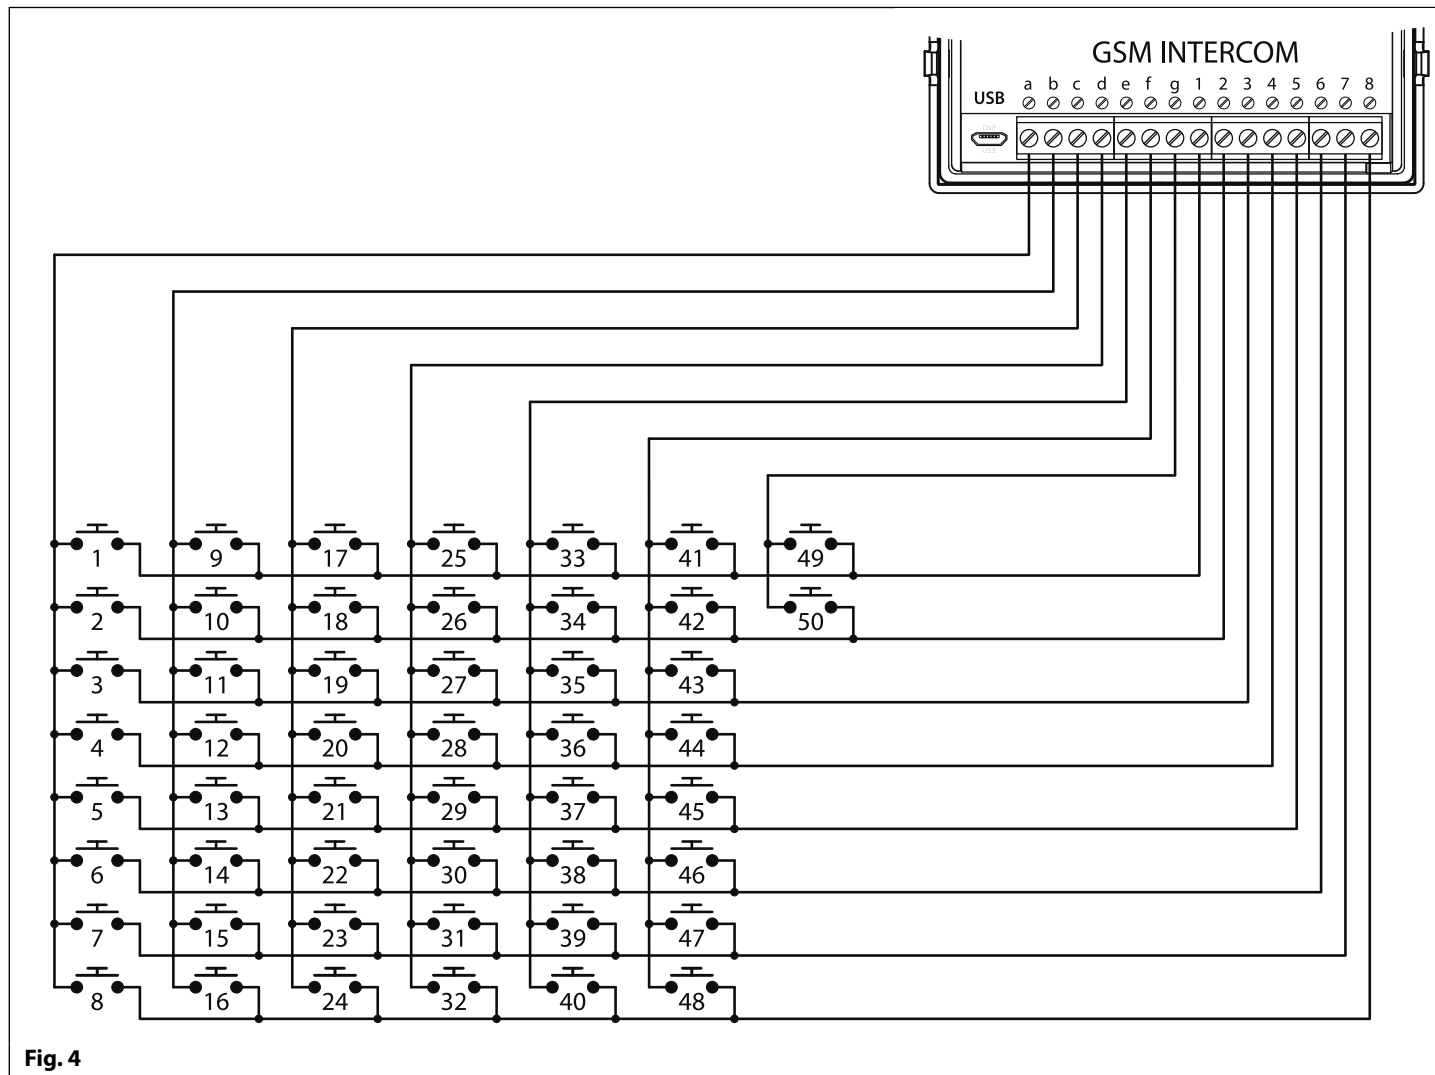 GSM INTERCOM
a b c d e f g 1 2 3 4 5 6 7 8
USB
1 9 17 25 33 41 49
2 10 18 26 34 42 50
3 11 19 27 35 43
4 12 20 28 36 44
5 13 21 29 37 45
6 14 22 30 38 46
7 15 23 31 39 47
8 16 24 32 40 48
Fig. 4